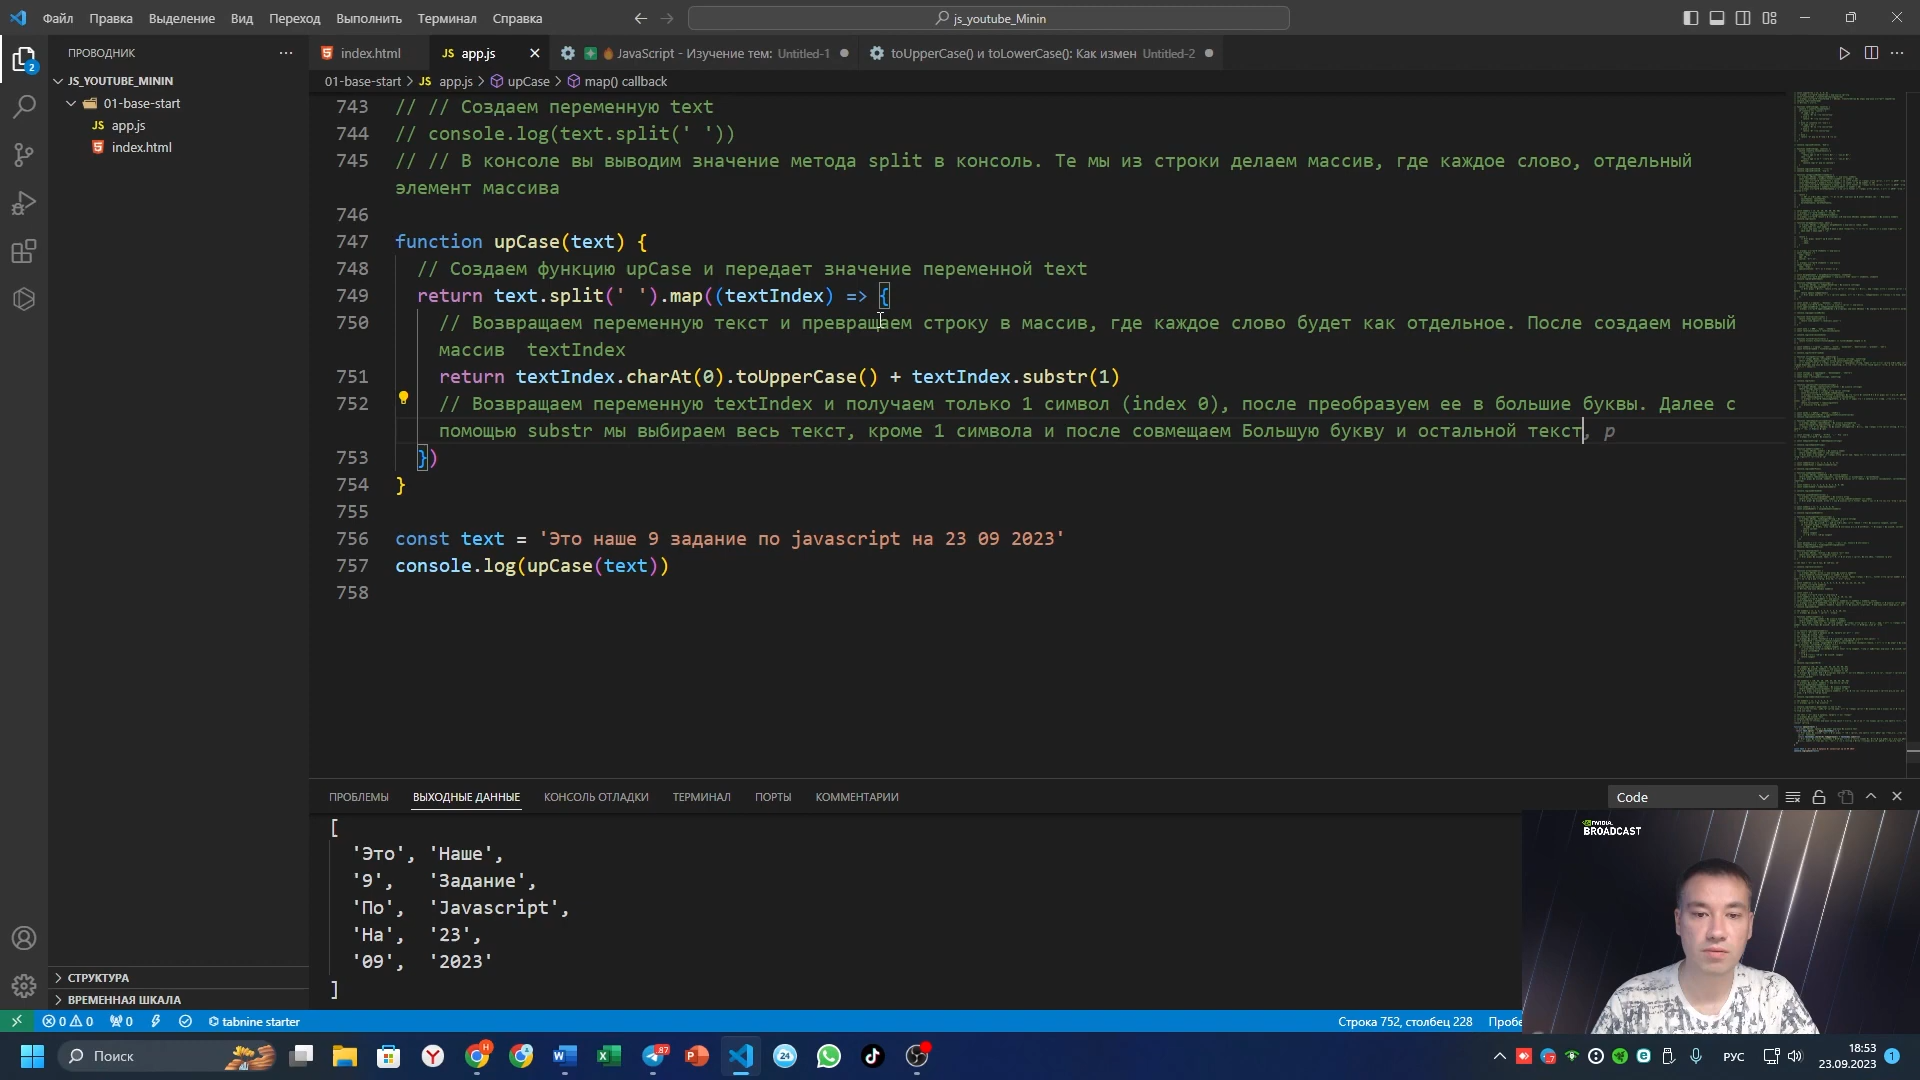 Файл Правка Выделение Вид Переход Выполнить Терминал Справка js_youtube_Minin
ПРОВОДНИК
index.html JS app.js JavaScript - Изучение тем: Untitled-1 toUpperCase() и toLowerCase(): Как измен Untitled-2
JS_YOUTUBE_MININ
01-base-start
JS app.js
index.html
01-base-start > JS app.js > upCase > map() callback
743 // // Создаем переменную text
744 // console.log(text.split(' '))
745 // // В консоле вы выводим значение метода split в консоль. Те мы из строки делаем массив, где каждое слово, отдельный
элемент массива
746
747 function upCase(text) {
748 // Создаем функцию upCase и передает значение переменной text
749 return text.split(' ').map((textIndex) => {
750 // Возвращаем переменную текст и превращаем строку в массив, где каждое слово будет как отдельное. После создаем новый
массив  textIndex
751 return textIndex.charAt(0).toUpperCase() + textIndex.substr(1)
752 // Возвращаем переменную textIndex и получаем только 1 символ (index 0), после преобразуем ее в большие буквы. Далее с
помощью substr мы выбираем весь текст, кроме 1 символа и после совмещаем Большую букву и остальной текст, р
753 })
754 }
755
756 const text = 'Это наше 9 задание по javascript на 23 09 2023'
757 console.log(upCase(text))
758
ПРОБЛЕМЫ ВЫХОДНЫЕ ДАННЫЕ КОНСОЛЬ ОТЛАДКИ ТЕРМИНАЛ ПОРТЫ КОММЕНТАРИИ Code
[
'Это', 'Наше',
'9', 'Задание',
'По', 'Javascript',
'На', '23',
'09', '2023'
]
NVIDIA.
BROADCAST
СТРУКТУРА
ВРЕМЕННАЯ ШКАЛА
0 0 0 tabnine starter Строка 752, столбец 228 Пробе
Поиск РУС 18:53
23.09.2023